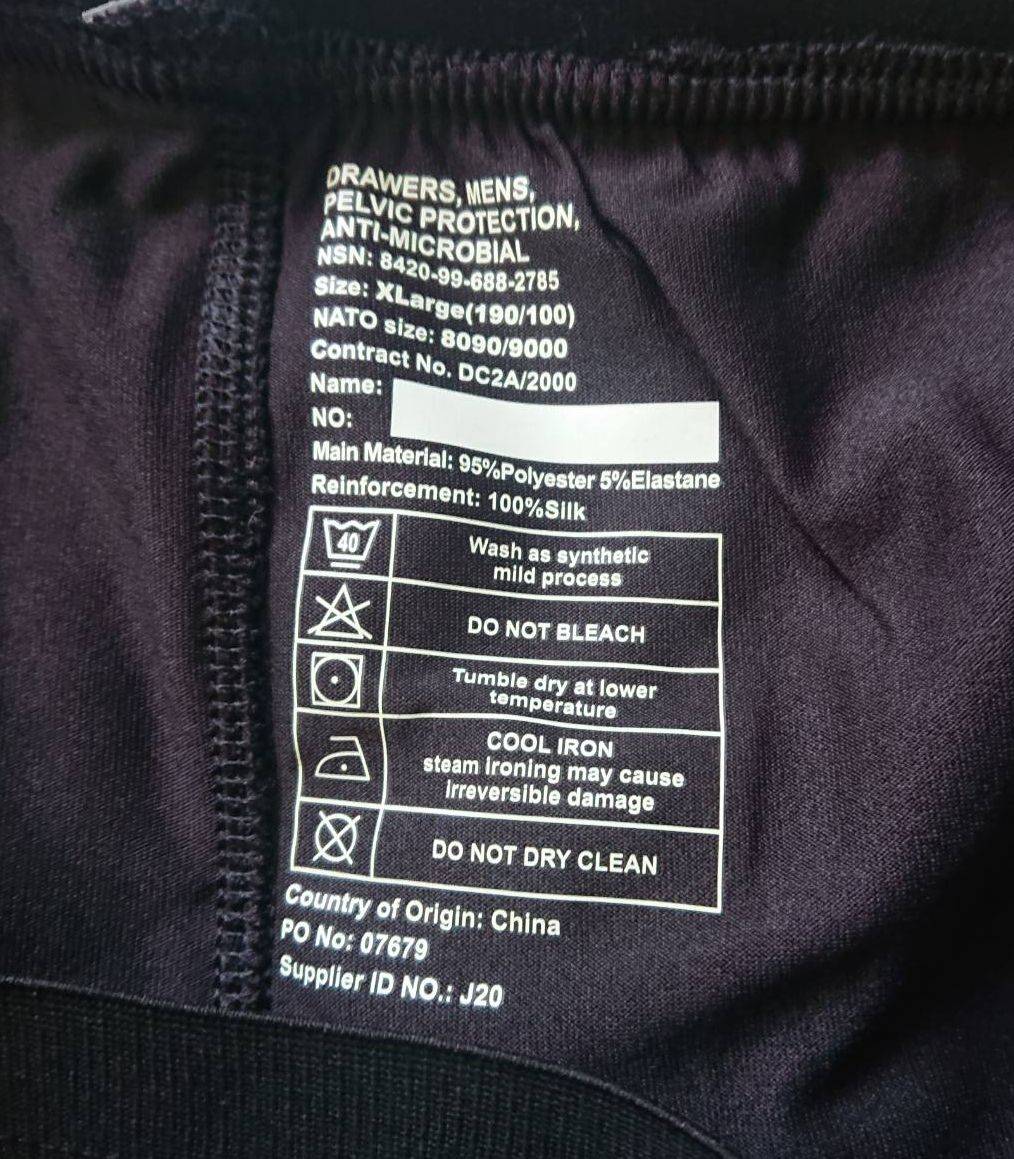 DRAWERS, MENS,
PELVIC PROTECTION,
ANTI-MICROBIAL
NSN: 8420-99-688-2785
Size: XLarge(190/100)
NATO size: 8090/9000
Contract No. DC2A/2000
Name:
NO:
Main Material: 95%Polyester 5%Elastane
Reinforcement: 100%Silk
40
Wash as synthetic
mild process
DO NOT BLEACH
Tumble dry at lower
temperature
COOL IRON
steam ironing may cause
irreversible damage
DO NOT DRY CLEAN
Country of Origin: China
PO No: 07679
Supplier ID NO.: J20